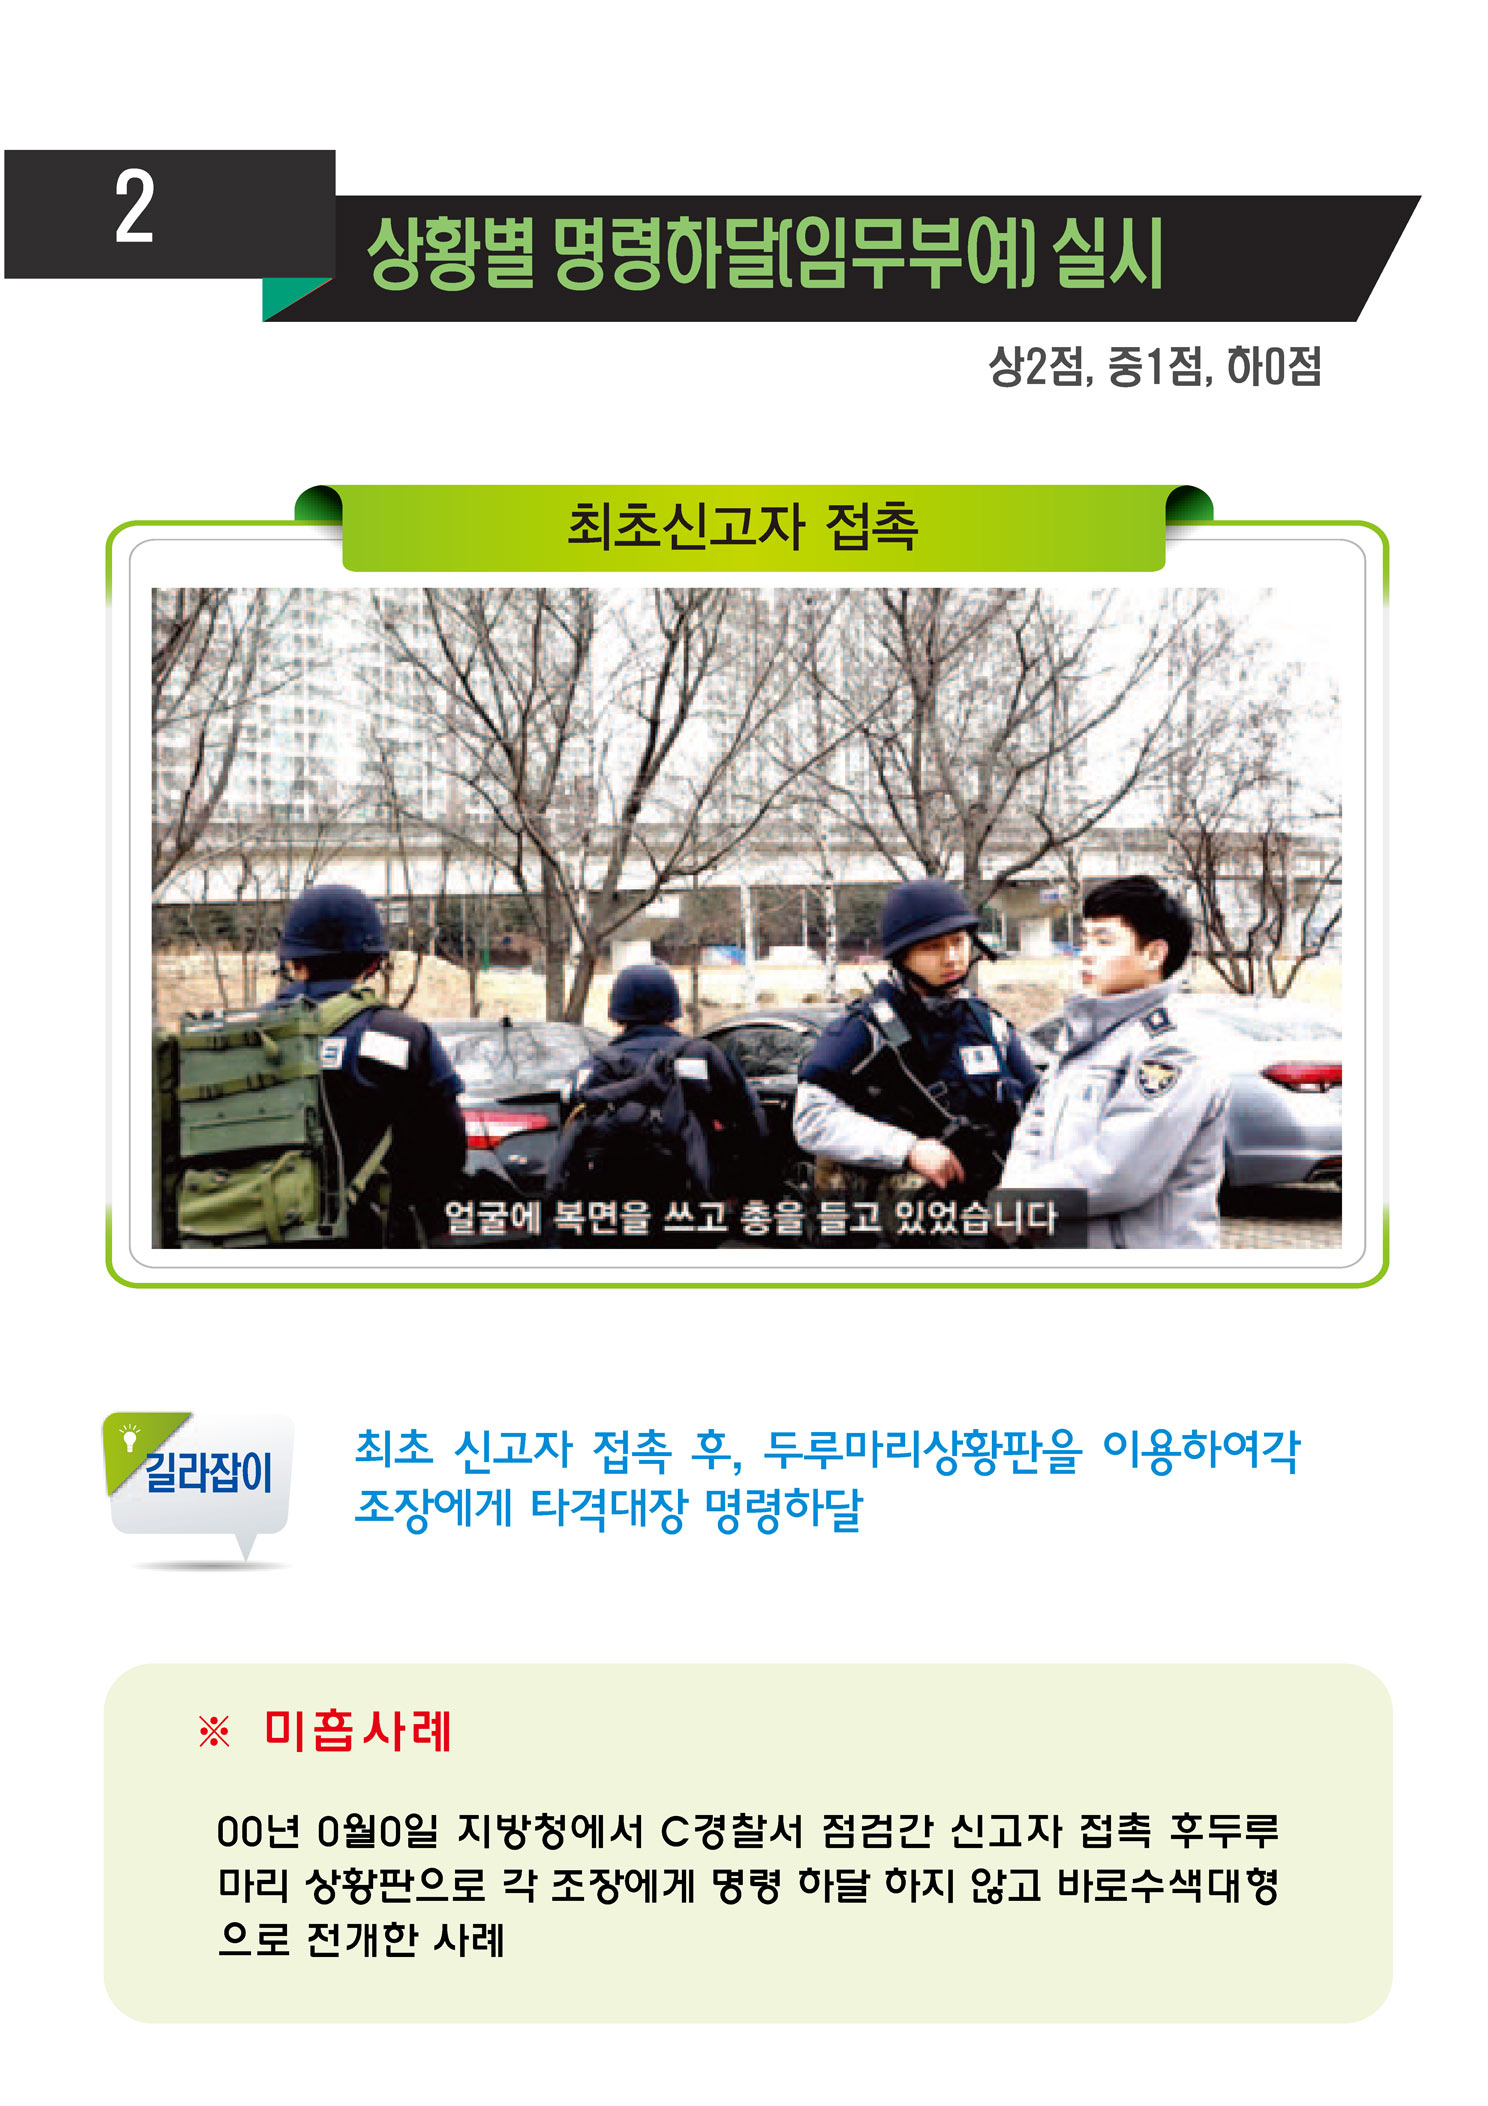 2
상황별 명령하달(임무부여) 실시
상2점, 중1점, 하0점
최초신고자 접촉
얼굴에 복면을 쓰고 총을 들고 있었습니다
길라잡이
최초 신고자 접촉 후, 두루마리상황판을 이용하여각
조장에게 타격대장 명령하달
※ 미흡사례
00년 0월0일 지방청에서 C경찰서 점검간 신고자 접촉 후두루
마리 상황판으로 각 조장에게 명령 하달 하지 않고 바로수색대형
으로 전개한 사례